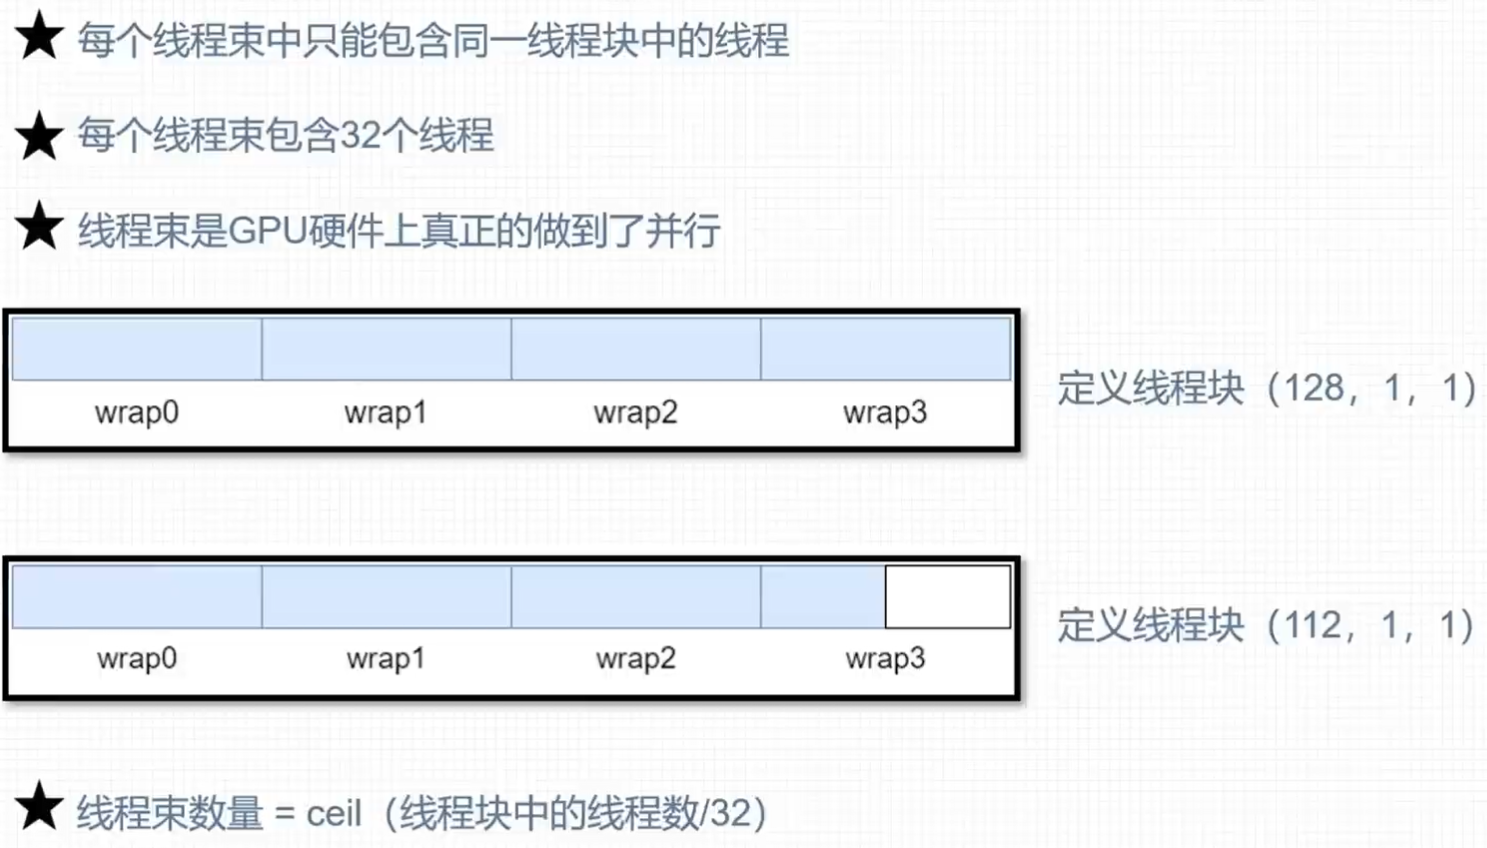 ★ 每个线程束中只能包含同一线程块中的线程
★ 每个线程束包含32个线程
★ 线程束是GPU硬件上真正的做到了并行
wrap0 wrap1 wrap2 wrap3
定义线程块（128，1，1）
wrap0 wrap1 wrap2 wrap3
定义线程块（112，1，1）
★ 线程束数量 = ceil（线程块中的线程数/32）